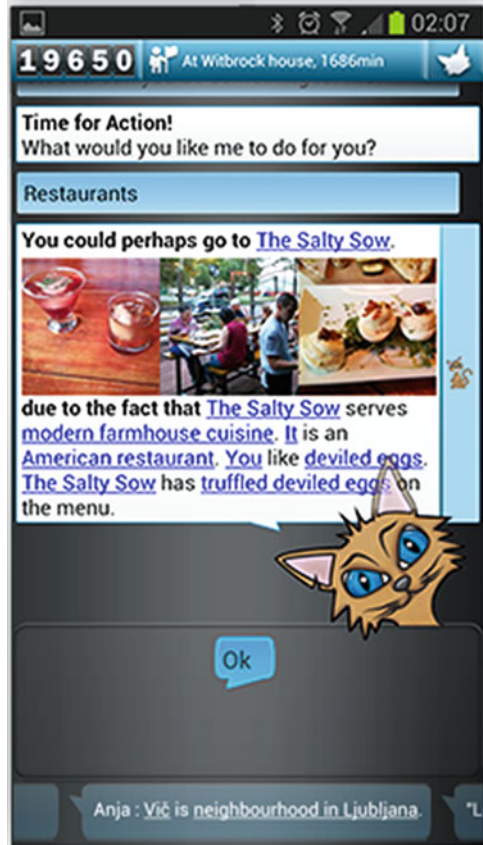 02:07
19650 At Witbrock house, 1686min
Time for Action!
What would you like me to do for you?
Restaurants
You could perhaps go to The Salty Sow.
due to the fact that The Salty Sow serves
modern farmhouse cuisine. It is an
American restaurant. You like deviled eggs.
The Salty Sow has truffled deviled eggs on
the menu.
Ok
Anja : Vič is neighbourhood in Ljubljana.
"L